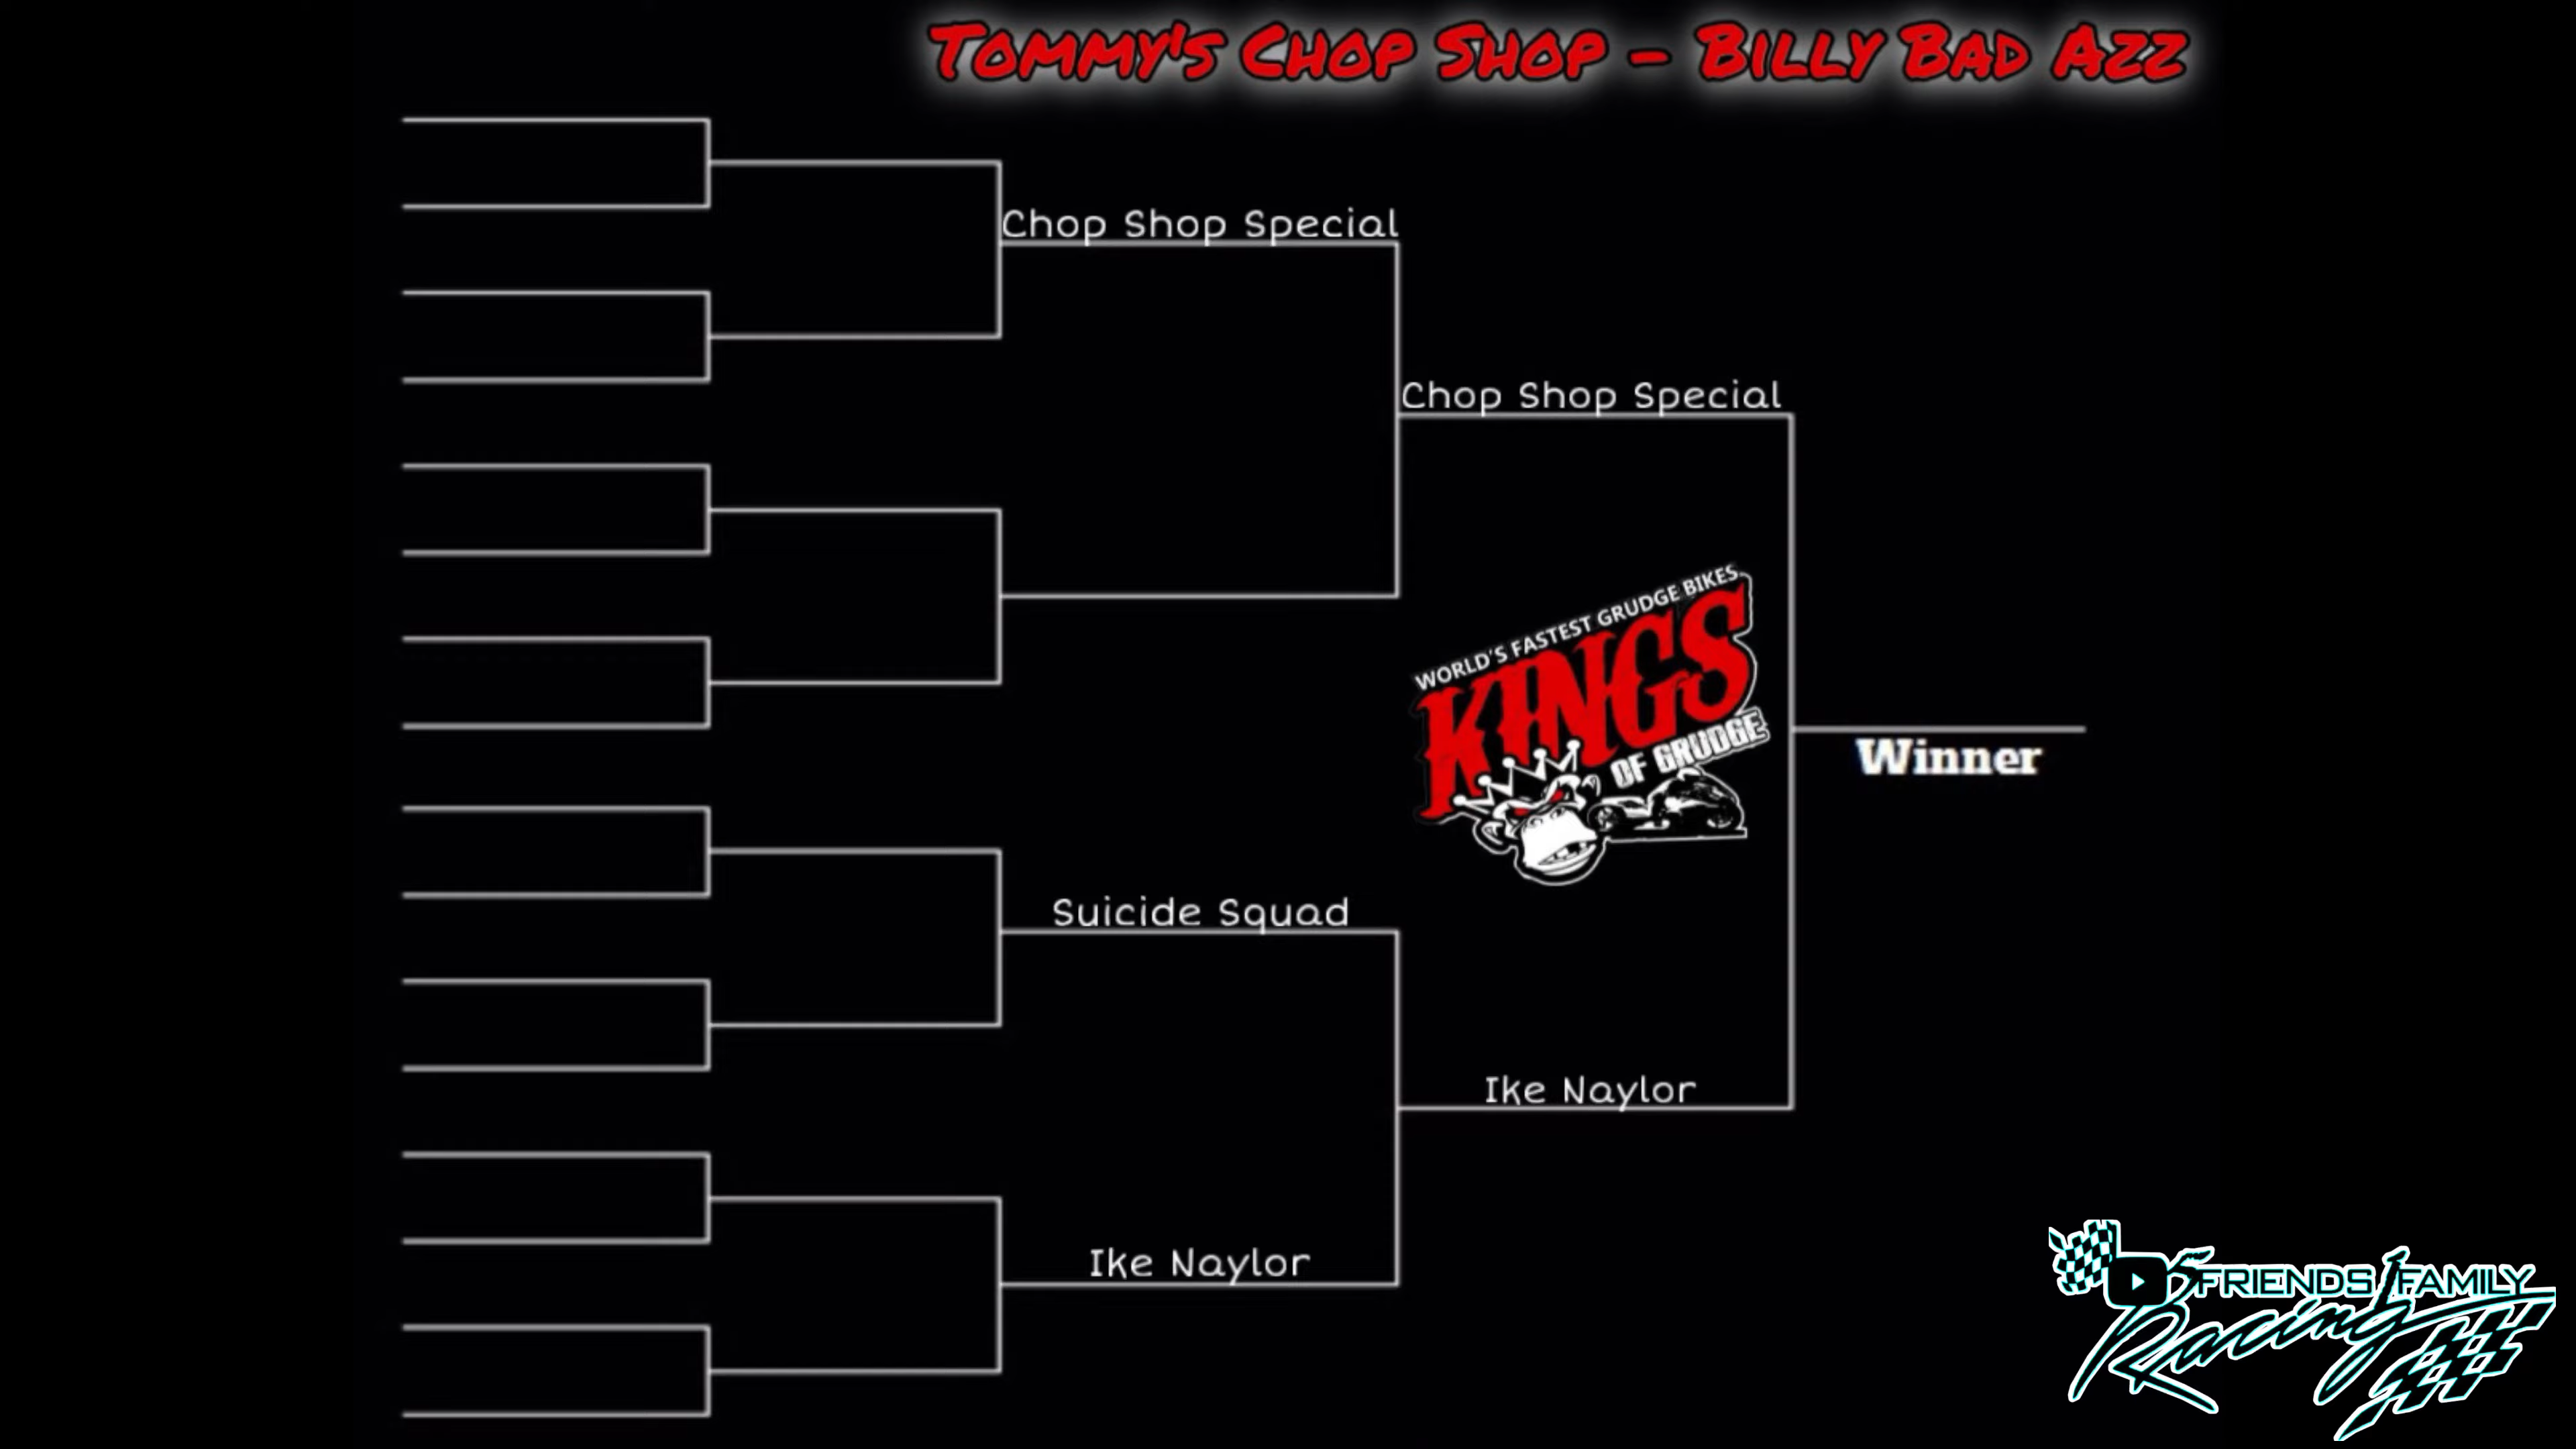 Tommy's Chop Shop - Billy Bad Azz
Chop Shop Special
Chop Shop Special
WORLD'S FASTEST GRUDGE BIKES
KINGS
OF GRUDGE
Winner
Suicide Squad
Ike Naylor
Ike Naylor
FRIENDS FAMILY
Racing